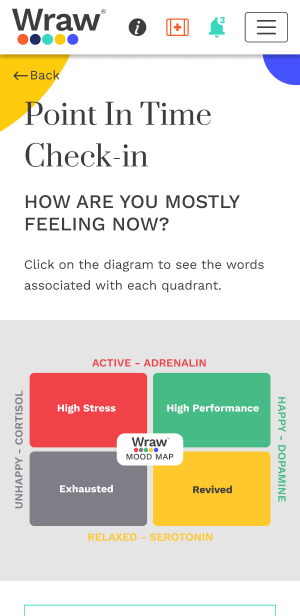 Wraw®
3
←Back
Point In Time
Check-in
HOW ARE YOU MOSTLY
FEELING NOW?
Click on the diagram to see the words
associated with each quadrant.
ACTIVE - ADRENALIN
UNHAPPY - CORTISOL
High Stress
High Performance
HAPPY - DOPAMINE
Wraw
MOOD MAP
Exhausted
Revived
RELAXED - SEROTONIN